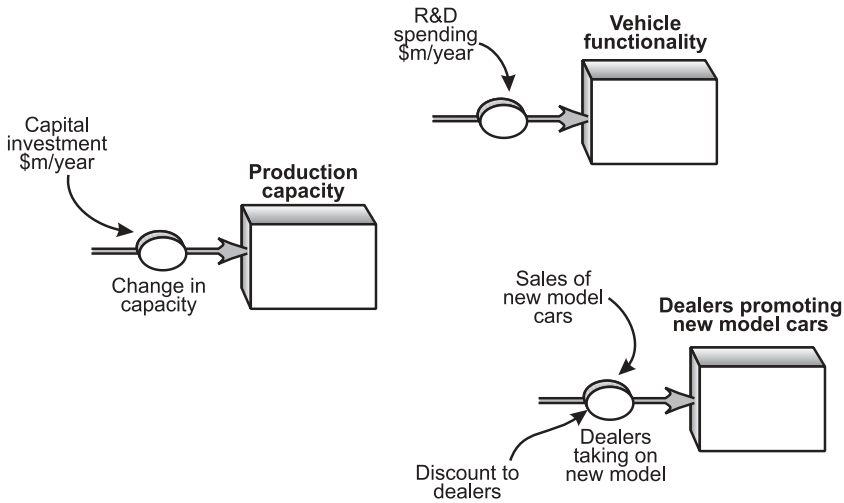 R&D
spending
$m/year
Vehicle
functionality
Capital
investment
$m/year
Production
capacity
Change in
capacity
Sales of
new model
cars
Dealers promoting
new model cars
Dealers
taking on
new model
Discount to
dealers